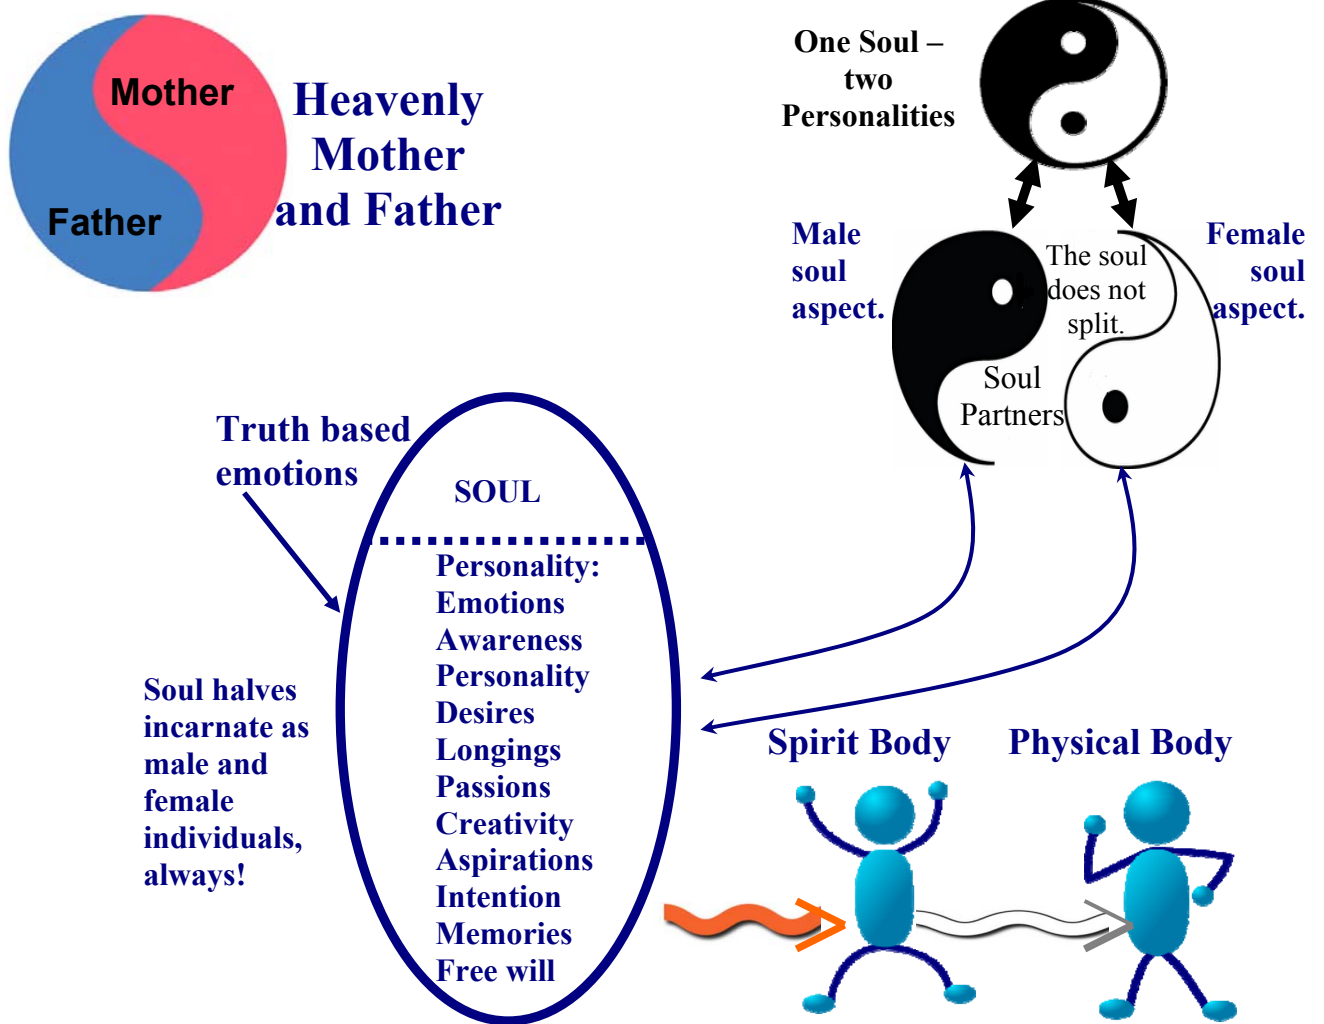 Mother
Father
Heavenly
Mother
and Father
One Soul –
two
Personalities
Male
soul
aspect.
The soul
does not
split.
Female
soul
aspect.
Soul
Partners
Truth based
emotions
SOUL
Personality:
Emotions
Awareness
Personality
Desires
Longings
Passions
Creativity
Aspirations
Intention
Memories
Free will
Soul halves
incarnate as
male and
female
individuals,
always!
Spirit Body
Physical Body